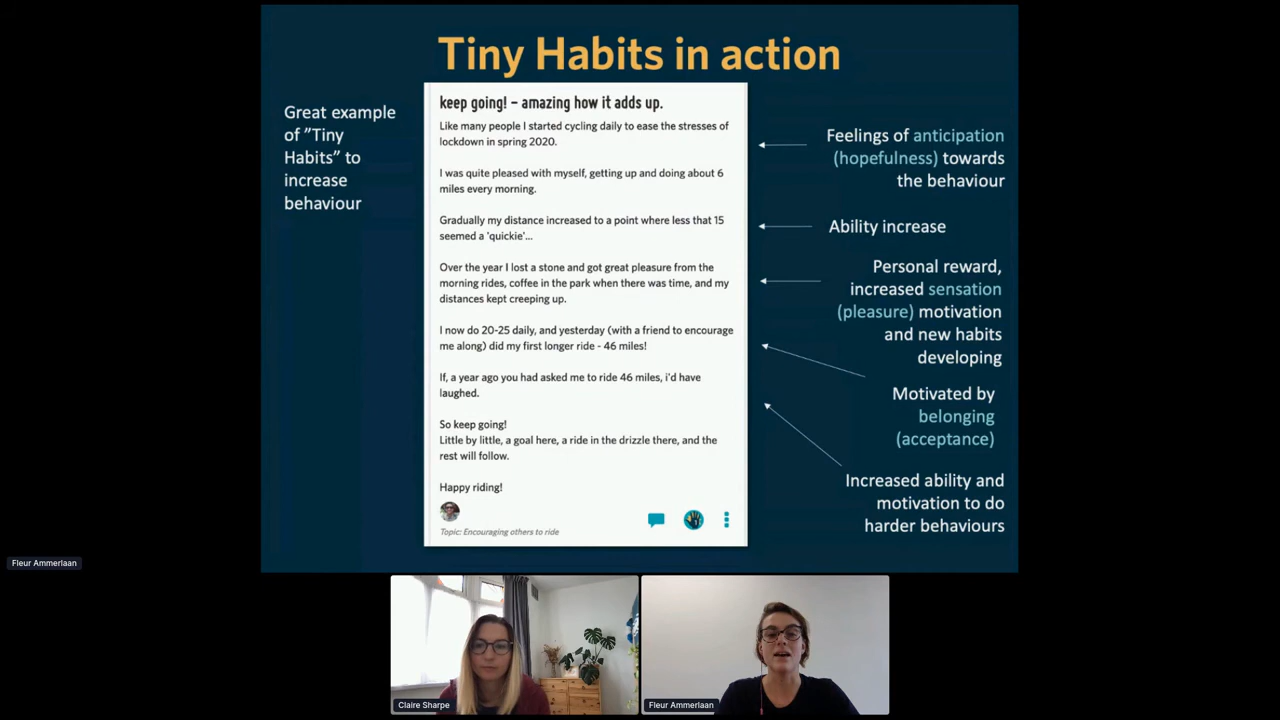 Tiny Habits in action
Great example
of ”Tiny
Habits” to
increase
behaviour
keep going! – amazing how it adds up.
Like many people I started cycling daily to ease the stresses of
lockdown in spring 2020.
I was quite pleased with myself, getting up and doing about 6
miles every morning.
Gradually my distance increased to a point where less that 15
seemed a 'quickie'...
Over the year I lost a stone and got great pleasure from the
morning rides, coffee in the park when there was time, and my
distances kept creeping up.
I now do 20-25 daily, and yesterday (with a friend to encourage
me along) did my first longer ride - 46 miles!
If, a year ago you had asked me to ride 46 miles, i'd have
laughed.
So keep going!
Little by little, a goal here, a ride in the drizzle there, and the
rest will follow.
Happy riding!
Topic: Encouraging others to ride
Feelings of anticipation
(hopefulness) towards
the behaviour
Ability increase
Personal reward,
increased sensation
(pleasure) motivation
and new habits
developing
Motivated by
belonging
(acceptance)
Increased ability and
motivation to do
harder behaviours
Fleur Ammerlaan
Claire Sharpe
Fleur Ammerlaan